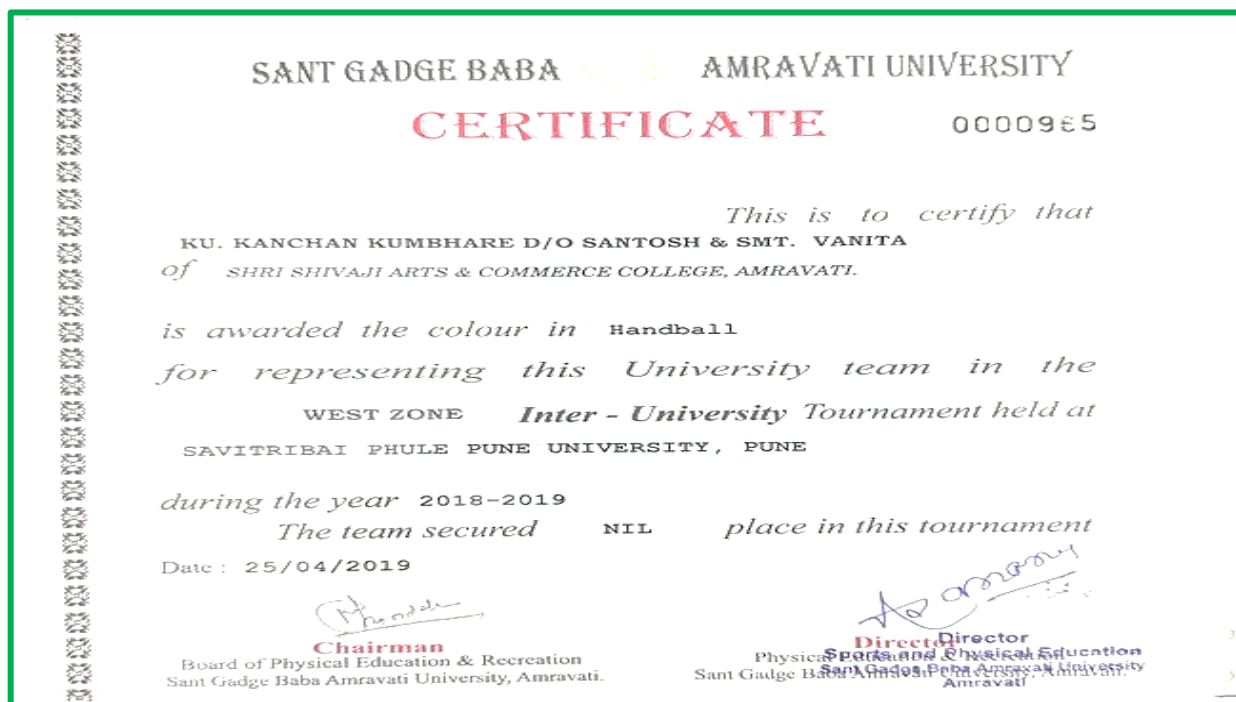 SANT GADGE BABA AMRAVATI UNIVERSITY
CERTIFICATE
This is to certify that
KU. KANCHAN KUMBHARE D/O SANTOSH & SMT. VANITA
of SHRI SHIVAJI ARTS & COMMERCE COLLEGE, AMRAVATI.
is awarded the colour in Handball
for representing this University team in the
WEST ZONE Inter - University Tournament held at
SAVITRIBAI PHULE PUNE UNIVERSITY, PUNE
during the year 2018-2019
The team secured NIL place in this tournament
Date : 25/04/2019
Chairman
Board of Physical Education & Recreation
Sant Gadge Baba Amravati University, Amravati.
Director
Director
Sports and Physical Education
Sant Gadge Baba Amravati University
Amravati